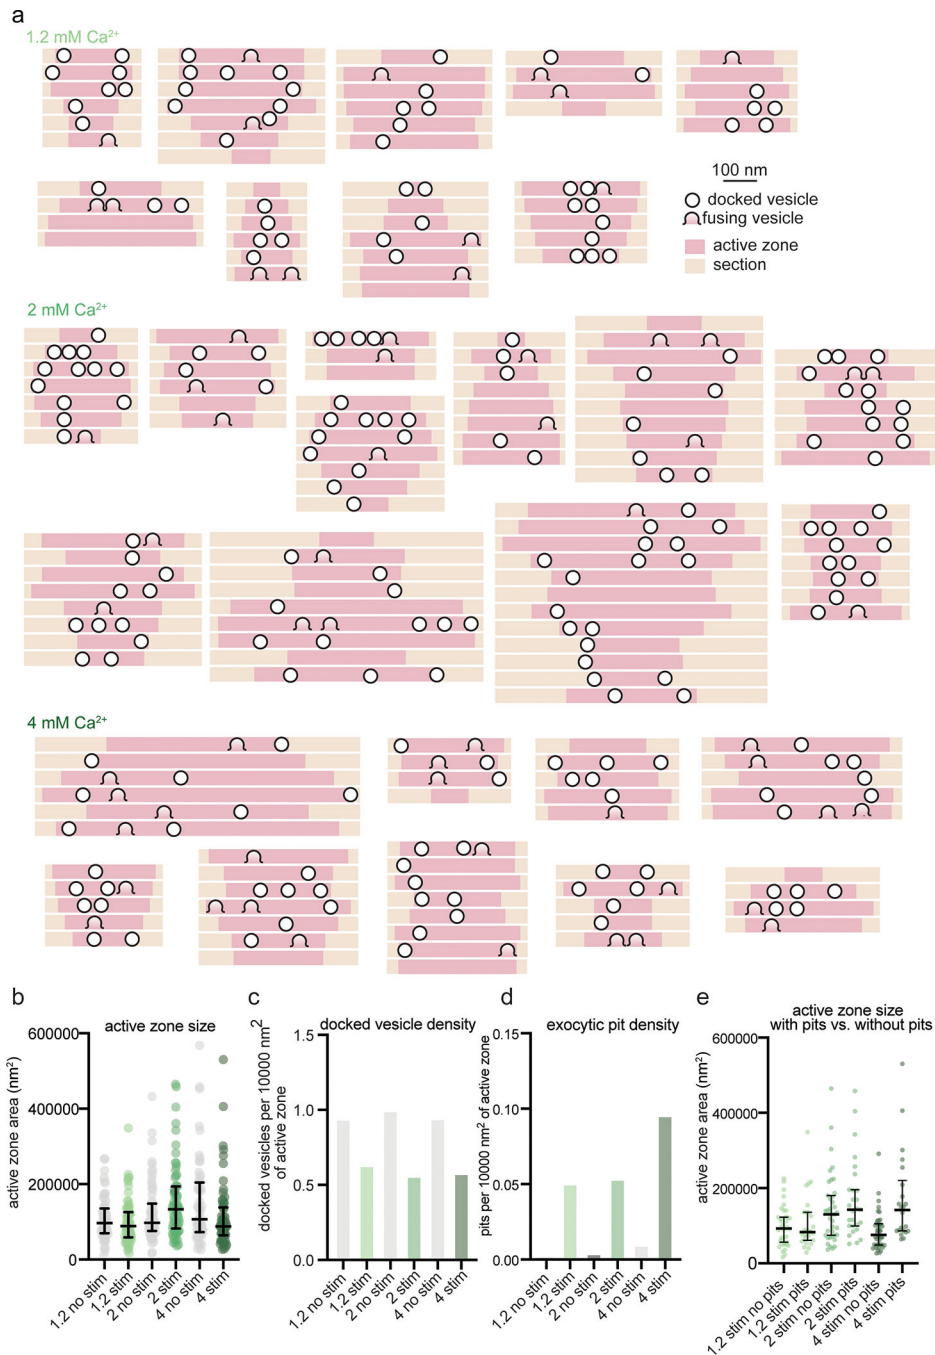 a
1.2 mM Ca²⁺
100 nm
docked vesicle
fusing vesicle
active zone
section
2 mM Ca²⁺
4 mM Ca²⁺
b
active zone size
active zone area (nm²)
600000
400000
200000
0
1.2 no stim
1.2 stim
2 no stim
2 stim
4 no stim
4 stim
c
docked vesicle density
docked vesicles per 10000 nm²
of active zone
1.5
1.0
0.5
0.0
1.2 no stim
1.2 stim
2 no stim
2 stim
4 no stim
4 stim
d
exocytic pit density
pits per 10000 nm² of active zone
0.15
0.10
0.05
0.00
1.2 no stim
1.2 stim
2 no stim
2 stim
4 no stim
4 stim
e
active zone size
with pits vs. without pits
active zone area (nm²)
600000
400000
200000
0
1.2 stim no pits
1.2 stim pits
2 stim no pits
2 stim pits
4 stim no pits
4 stim pits